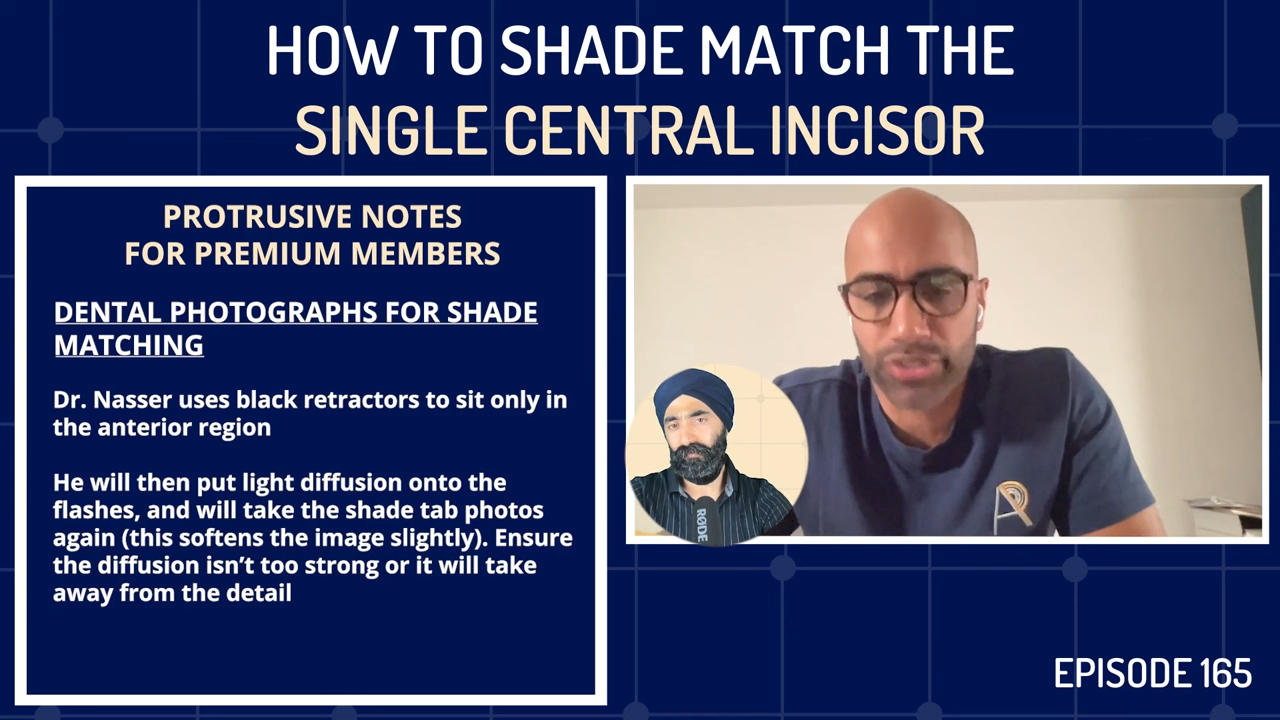 HOW TO SHADE MATCH THE
SINGLE CENTRAL INCISOR
PROTRUSIVE NOTES
FOR PREMIUM MEMBERS
DENTAL PHOTOGRAPHS FOR SHADE
MATCHING
Dr. Nasser uses black retractors to sit only in
the anterior region
He will then put light diffusion onto the
flashes, and will take the shade tab photos
again (this softens the image slightly). Ensure
the diffusion isn’t too strong or it will take
away from the detail
RØDE
EPISODE 165